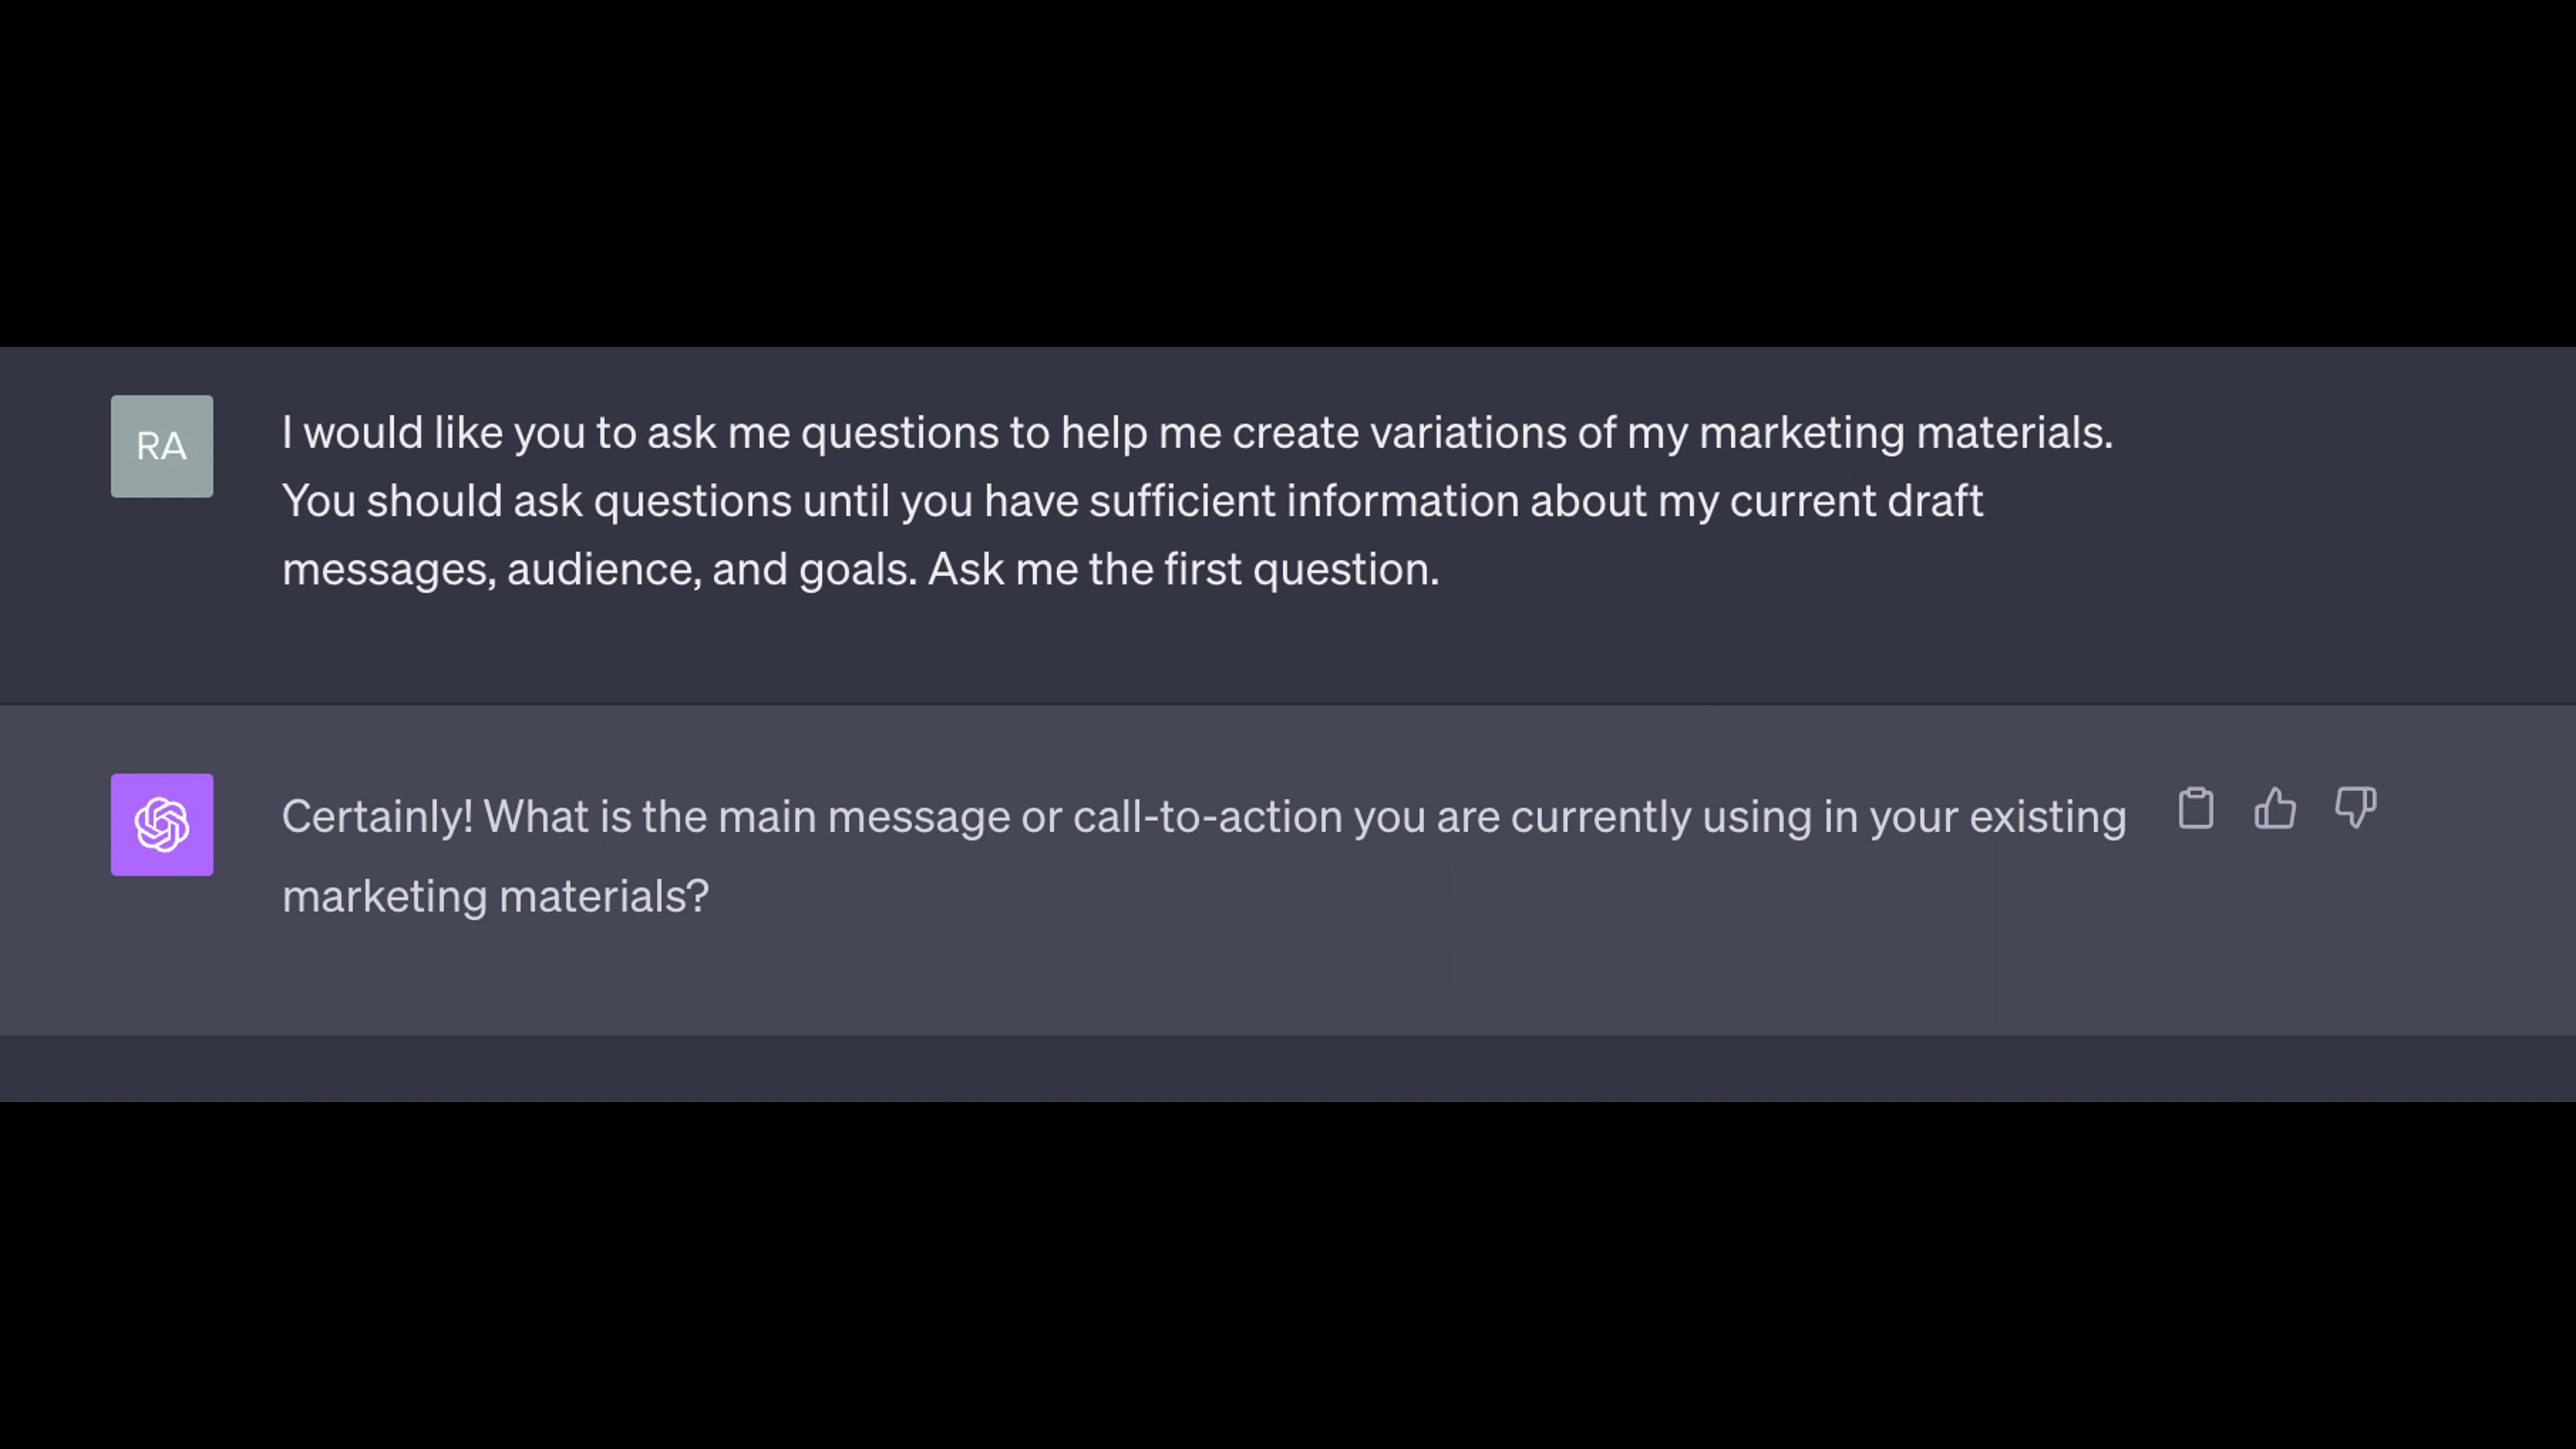 RA
I would like you to ask me questions to help me create variations of my marketing materials.
You should ask questions until you have sufficient information about my current draft
messages, audience, and goals. Ask me the first question.
Certainly! What is the main message or call-to-action you are currently using in your existing
marketing materials?